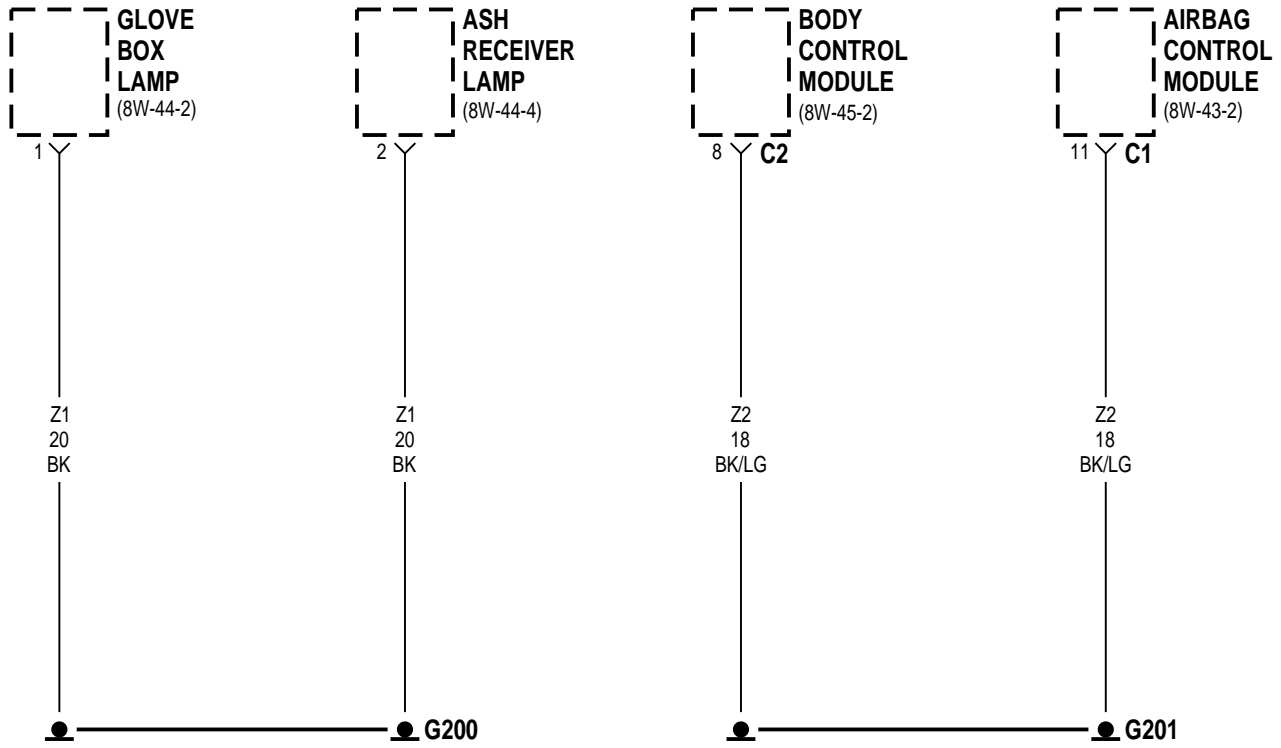 GLOVE
BOX
LAMP
(8W-44-2)
1
ASH
RECEIVER
LAMP
(8W-44-4)
2
BODY
CONTROL
MODULE
(8W-45-2)
8
C2
AIRBAG
CONTROL
MODULE
(8W-43-2)
11
C1
Z1
20
BK
Z1
20
BK
Z2
18
BK/LG
Z2
18
BK/LG
G200
G201